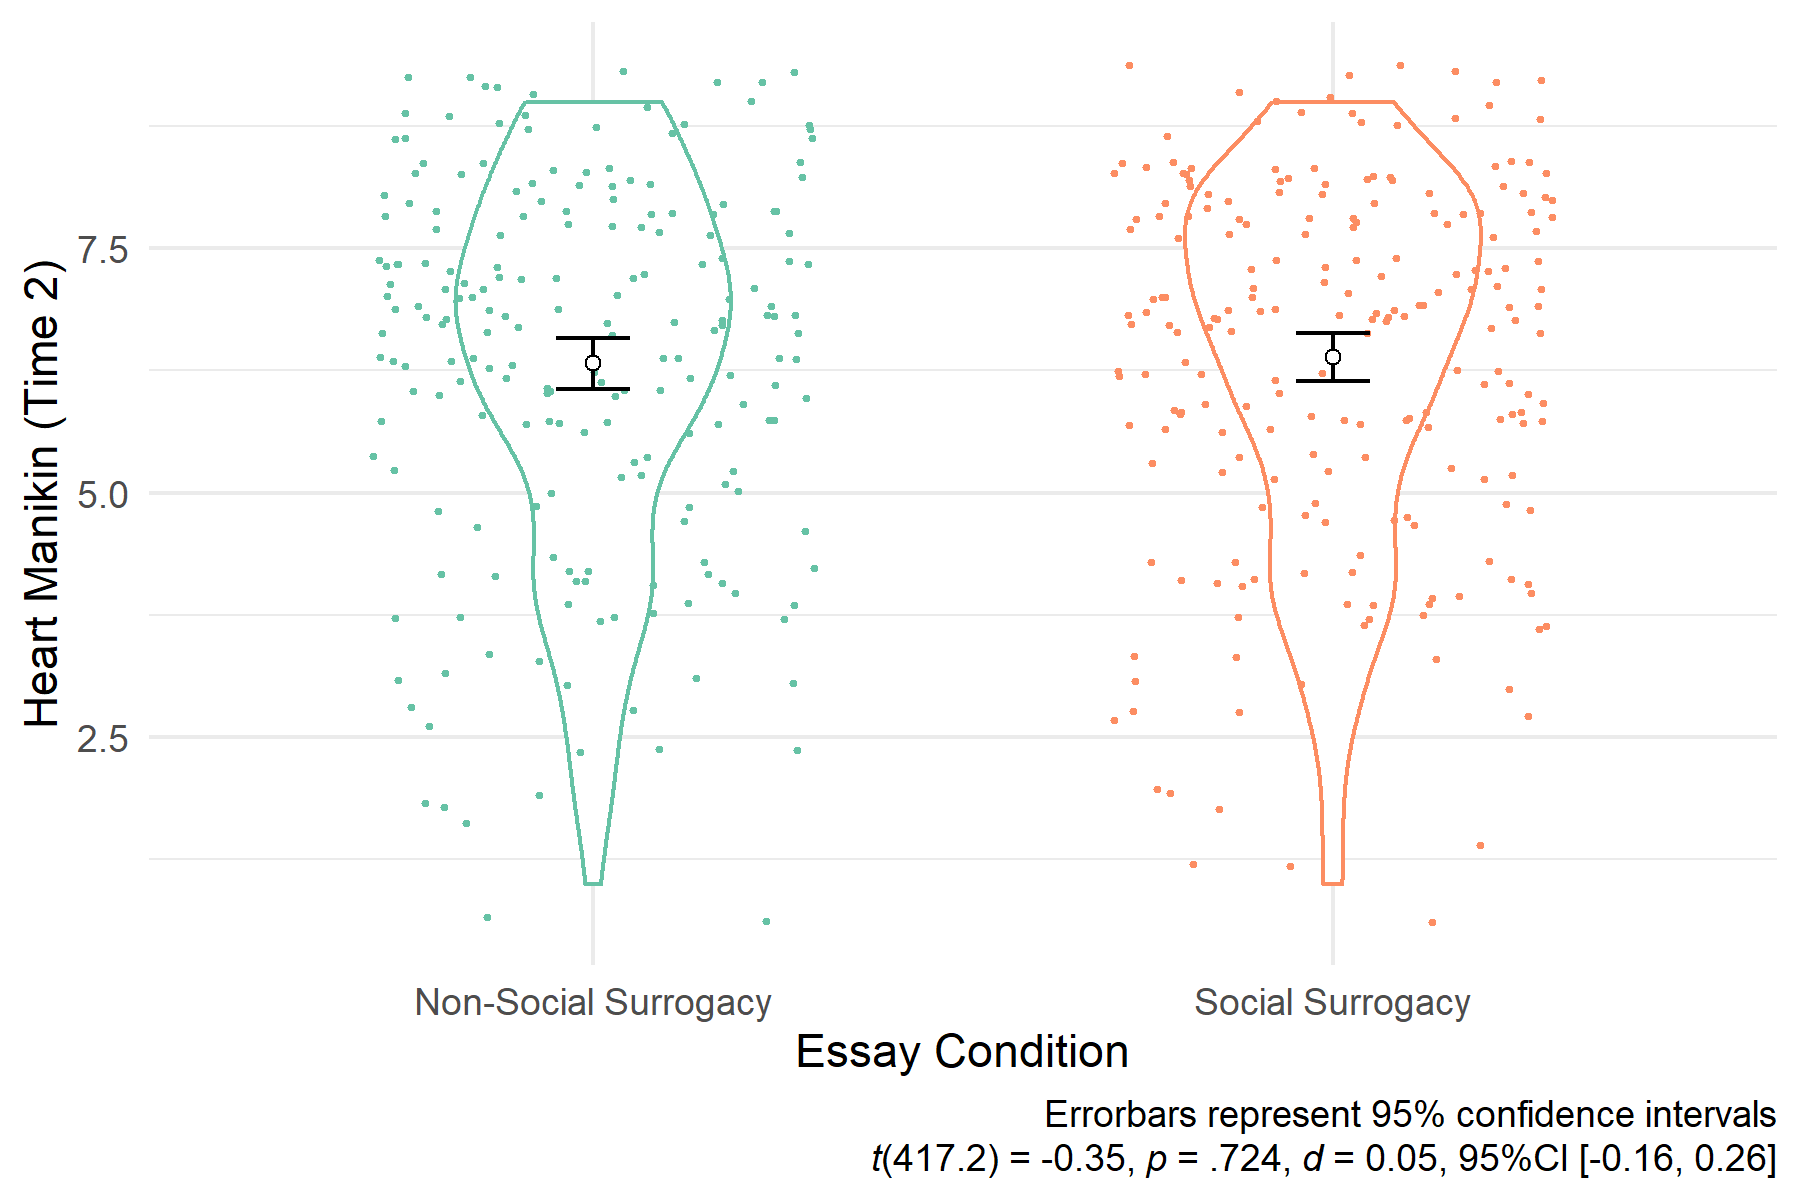 Heart Manikin (Time 2)
7.5
5.0
2.5
Non-Social Surrogacy
Social Surrogacy
Essay Condition
Errorbars represent 95% confidence intervals
t(417.2) = -0.35, p = .724, d = 0.05, 95%CI [-0.16, 0.26]